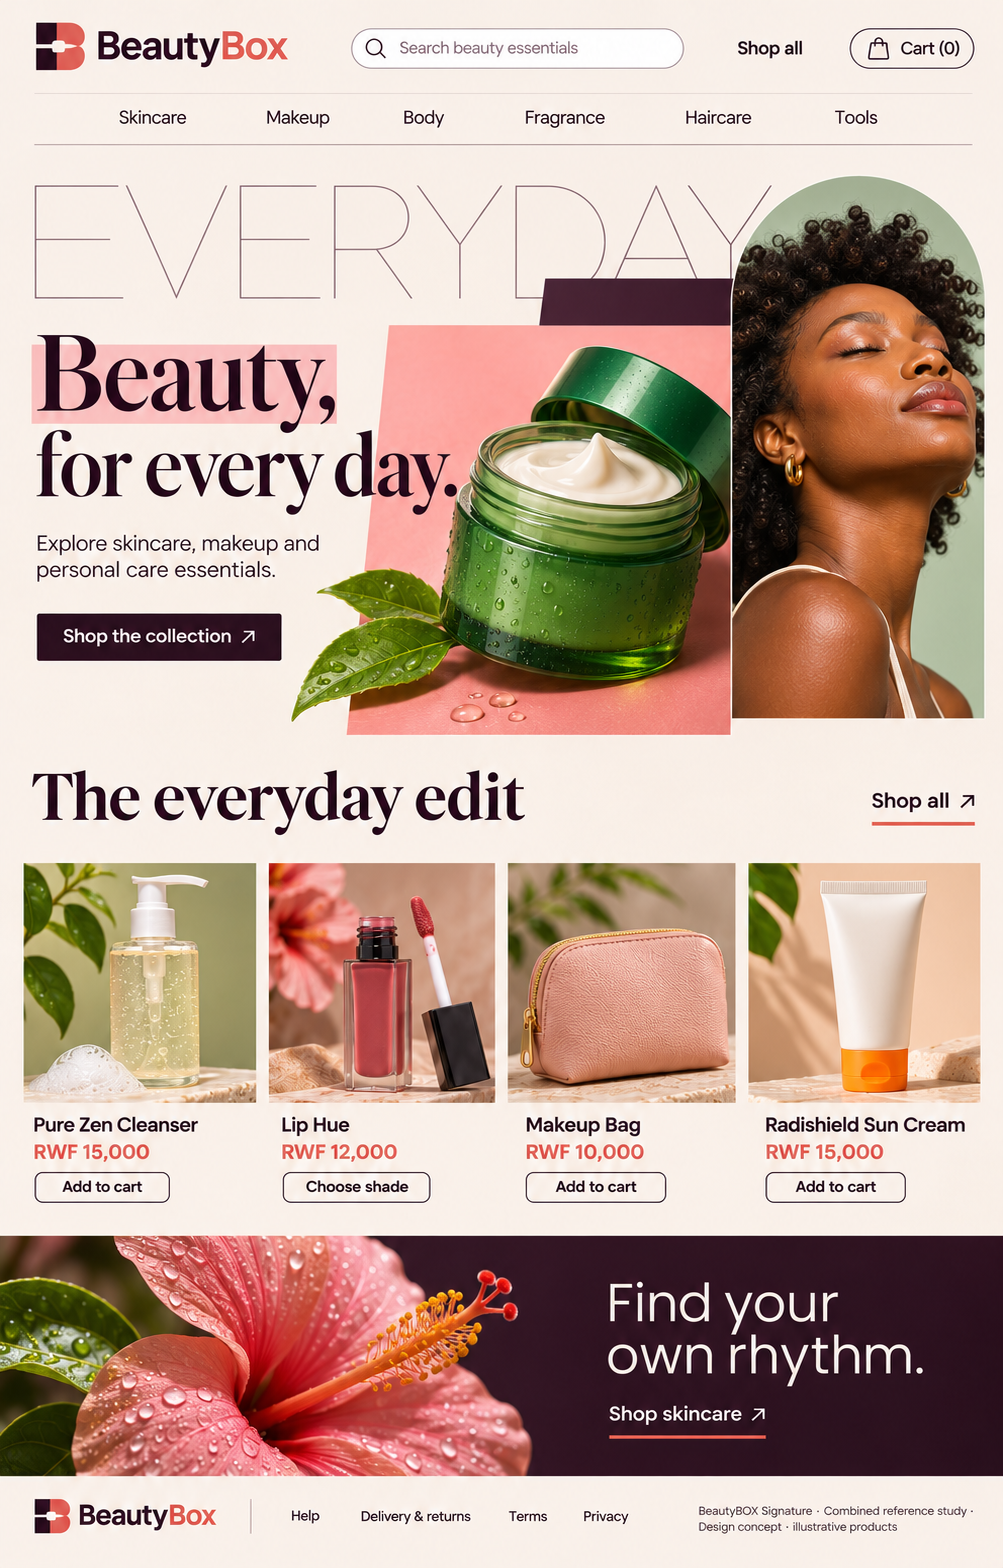 BeautyBox
Search beauty essentials
Shop all
Cart (0)
Skincare
Makeup
Body
Fragrance
Haircare
Tools
EVERYDAY
Beauty,
for every day.
Explore skincare, makeup and
personal care essentials.
Shop the collection
The everyday edit
Shop all
Pure Zen Cleanser
RWF 15,000
Add to cart
Lip Hue
RWF 12,000
Choose shade
Makeup Bag
RWF 10,000
Add to cart
Radishield Sun Cream
RWF 15,000
Add to cart
Find your
own rhythm.
Shop skincare
BeautyBox
Help
Delivery & returns
Terms
Privacy
BeautyBOX Signature · Combined reference study ·
Design concept · illustrative products